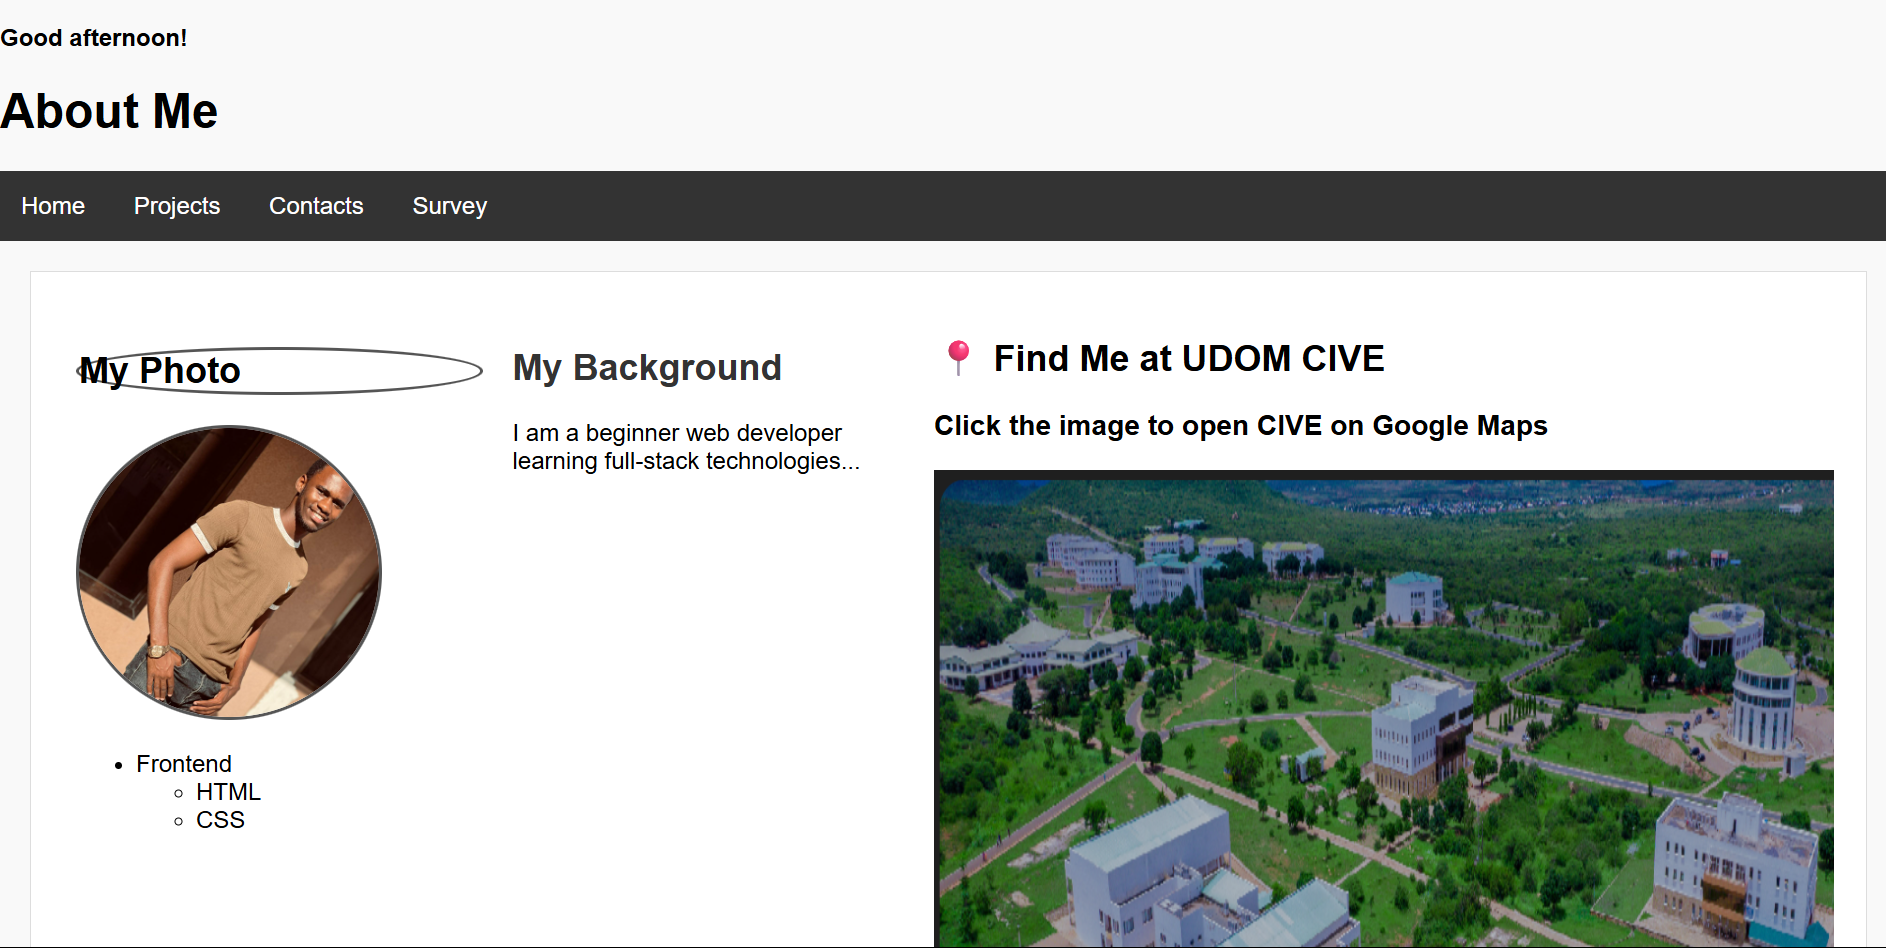 Good afternoon!
About Me
Home Projects Contacts Survey
My Photo
Frontend
HTML
CSS
My Background
I am a beginner web developer
learning full-stack technologies...
📍 Find Me at UDOM CIVE
Click the image to open CIVE on Google Maps